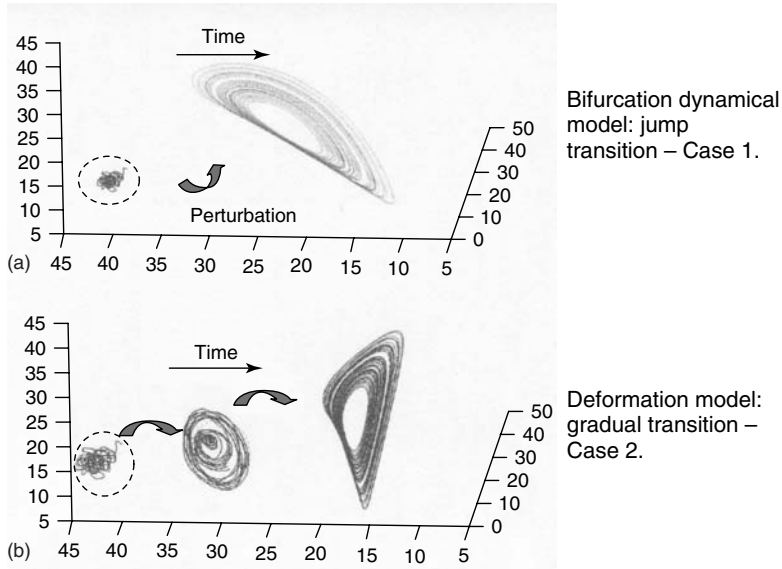 Time
45
40
35
30
25
20
15
10
5
50
40
30
20
10
0
Perturbation
(a)
45 40 35 30 25 20 15 10 5
Bifurcation dynamical
model: jump
transition – Case 1.
Time
45
40
35
30
25
20
15
10
5
50
40
30
20
10
0
(b)
45 40 35 30 25 20 15 10 5
Deformation model:
gradual transition –
Case 2.